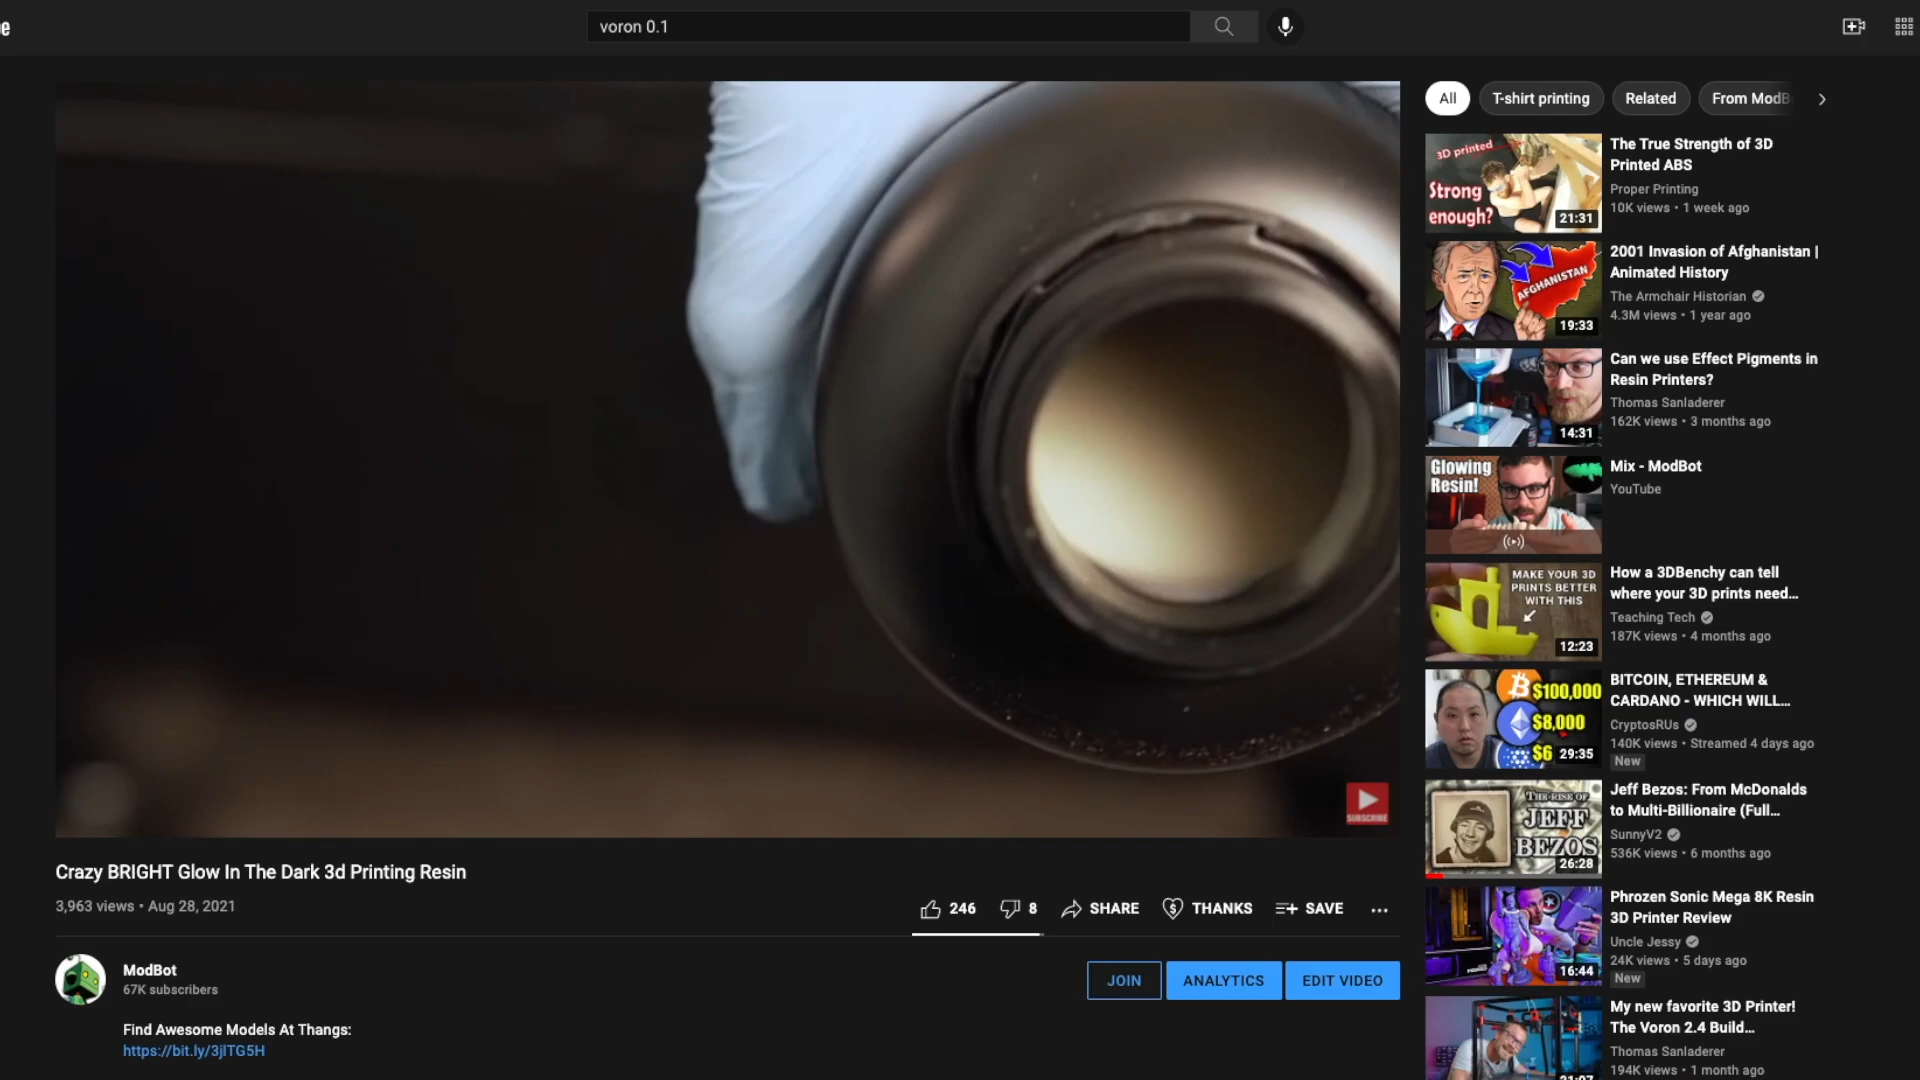 e
voron 0.1
All
T-shirt printing
Related
From ModB
SUBSCRIBE
Crazy BRIGHT Glow In The Dark 3d Printing Resin
3,963 views • Aug 28, 2021
246
8
SHARE
THANKS
SAVE
ModBot
67K subscribers
JOIN
ANALYTICS
EDIT VIDEO
Find Awesome Models At Thangs:
https://bit.ly/3jlTG5H
3D printed
Strong
enough?
21:31
The True Strength of 3D
Printed ABS
Proper Printing
10K views • 1 week ago
AFGHANISTAN
19:33
2001 Invasion of Afghanistan |
Animated History
The Armchair Historian
4.3M views • 1 year ago
14:31
Can we use Effect Pigments in
Resin Printers?
Thomas Sanladerer
162K views • 3 months ago
Glowing
Resin!
Mix - ModBot
YouTube
MAKE YOUR 3D
PRINTS BETTER
WITH THIS
12:23
How a 3DBenchy can tell
where your 3D prints need...
Teaching Tech
187K views • 4 months ago
$100,000
$8,000
$6
29:35
BITCOIN, ETHEREUM &
CARDANO - WHICH WILL...
CryptosRUs
140K views • Streamed 4 days ago
New
THE RISE OF
JEFF
BEZOS
26:28
Jeff Bezos: From McDonalds
to Multi-Billionaire (Full...
SunnyV2
536K views • 6 months ago
16:44
Phrozen Sonic Mega 8K Resin
3D Printer Review
Uncle Jessy
24K views • 5 days ago
New
My new favorite 3D Printer!
The Voron 2.4 Build...
Thomas Sanladerer
194K views • 1 month ago